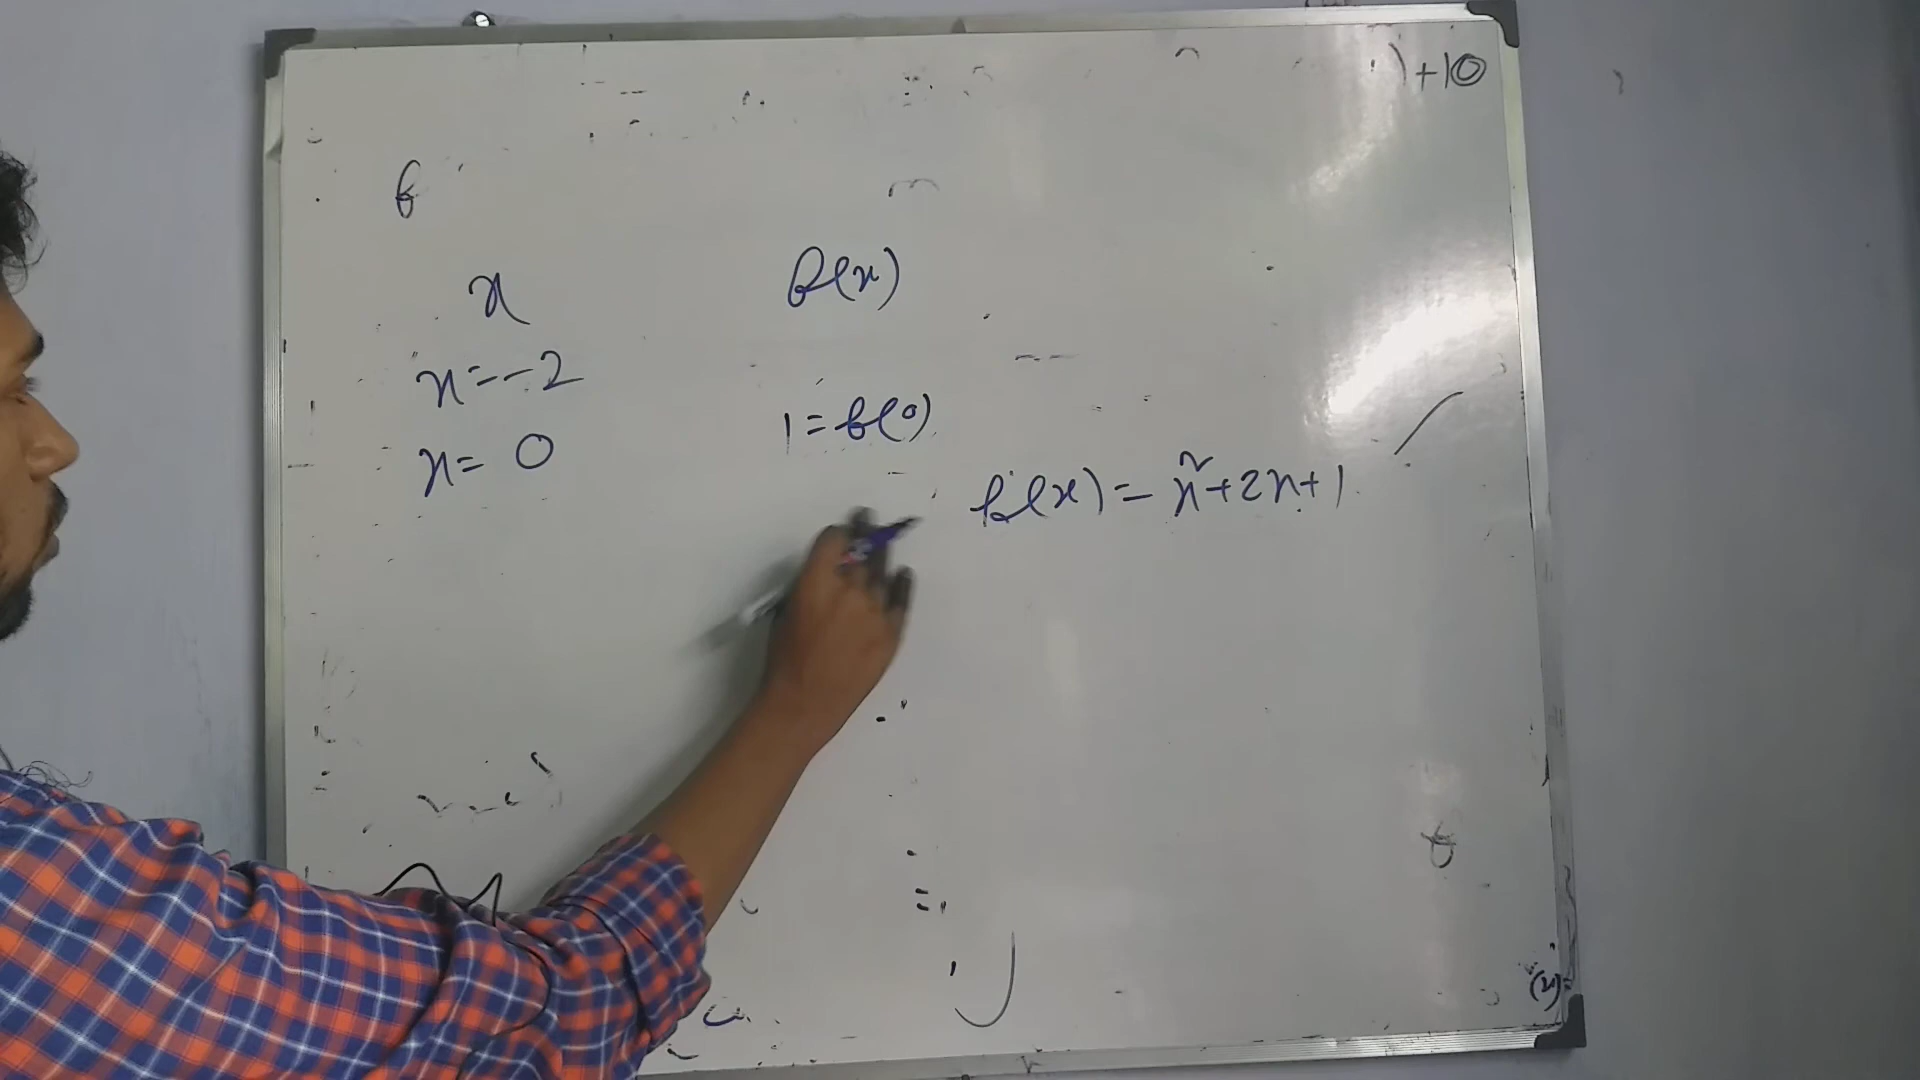 ) + 10
f
x f(x)
x = -2
1 = f(0)
x = 0
f(x) = x² + 2x + 1